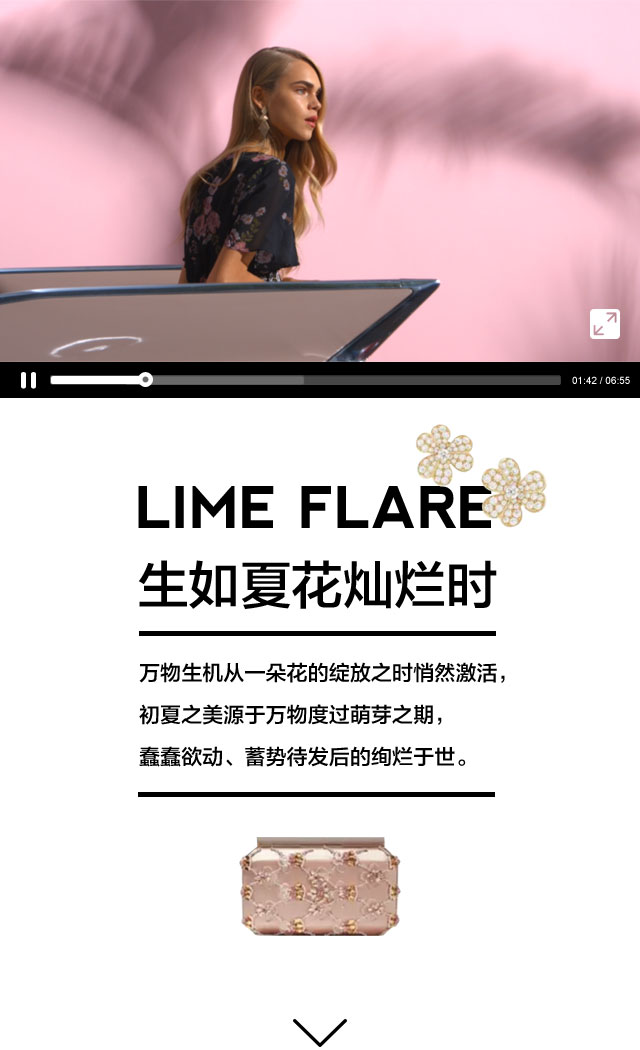 01:42 / 06:55
LIME FLARE
生如夏花灿烂时
万物生机从一朵花的绽放之时悄然激活，
初夏之美源于万物度过萌芽之期，
蠢蠢欲动、蓄势待发后的绚烂于世。